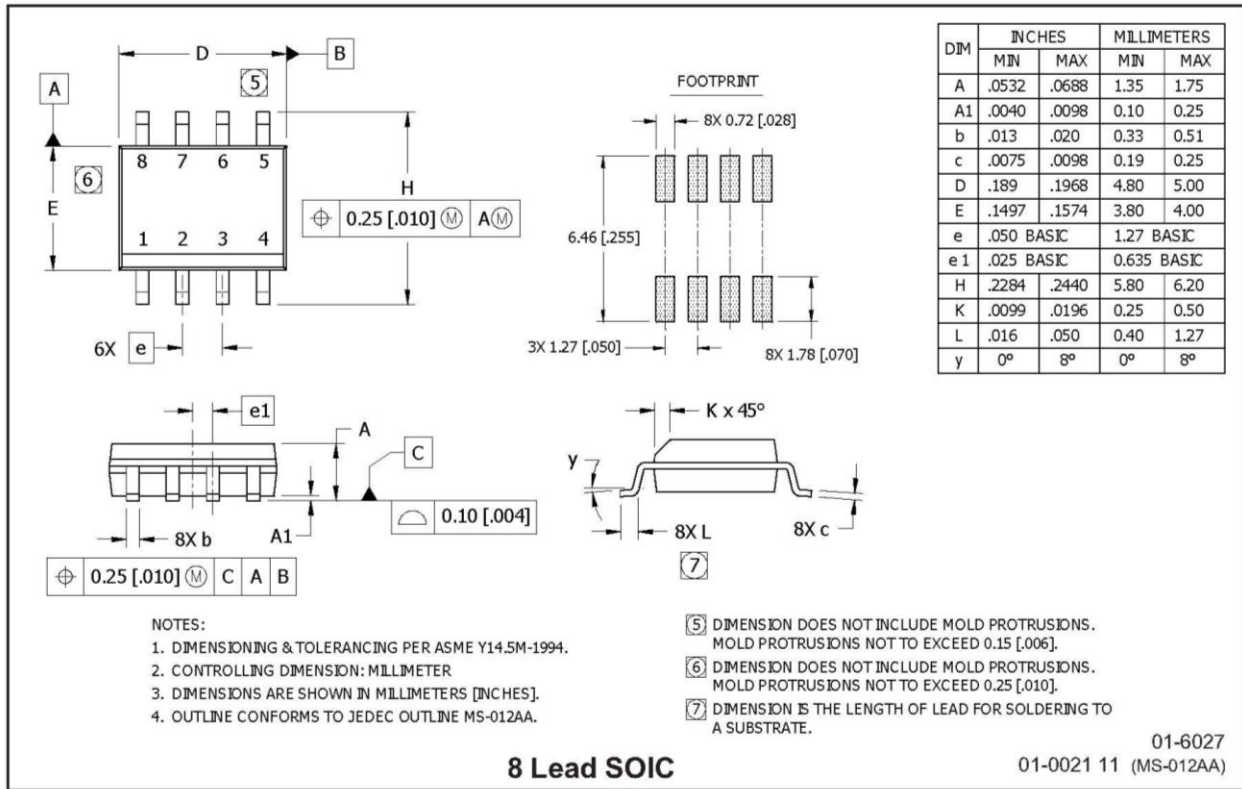 D
B
A
5
8 7 6 5
6
E
H
⌖ 0.25 [.010] Ⓜ AⓂ
1 2 3 4
6X e
FOOTPRINT
8X 0.72 [.028]
6.46 [.255]
3X 1.27 [.050]
8X 1.78 [.070]
DIM INCHES MILLIMETERS
MIN MAX MIN MAX
A .0532 .0688 1.35 1.75
A1 .0040 .0098 0.10 0.25
b .013 .020 0.33 0.51
c .0075 .0098 0.19 0.25
D .189 .1968 4.80 5.00
E .1497 .1574 3.80 4.00
e .050 BASIC 1.27 BASIC
e 1 .025 BASIC 0.635 BASIC
H .2284 .2440 5.80 6.20
K .0099 .0196 0.25 0.50
L .016 .050 0.40 1.27
y 0° 8° 0° 8°
e1
A
C
0.10 [.004]
A1
8X b
⌖ 0.25 [.010] Ⓜ C A B
K x 45°
y
8X L
8X c
7
NOTES:
1. DIMENSIONING & TOLERANCING PER ASME Y14.5M-1994.
2. CONTROLLING DIMENSION: MILLIMETER
3. DIMENSIONS ARE SHOWN IN MILLIMETERS [INCHES].
4. OUTLINE CONFORMS TO JEDEC OUTLINE MS-012AA.
5 DIMENSION DOES NOT INCLUDE MOLD PROTRUSIONS.
MOLD PROTRUSIONS NOT TO EXCEED 0.15 [.006].
6 DIMENSION DOES NOT INCLUDE MOLD PROTRUSIONS.
MOLD PROTRUSIONS NOT TO EXCEED 0.25 [.010].
7 DIMENSION IS THE LENGTH OF LEAD FOR SOLDERING TO
A SUBSTRATE.
8 Lead SOIC
01-6027
01-0021 11 (MS-012AA)